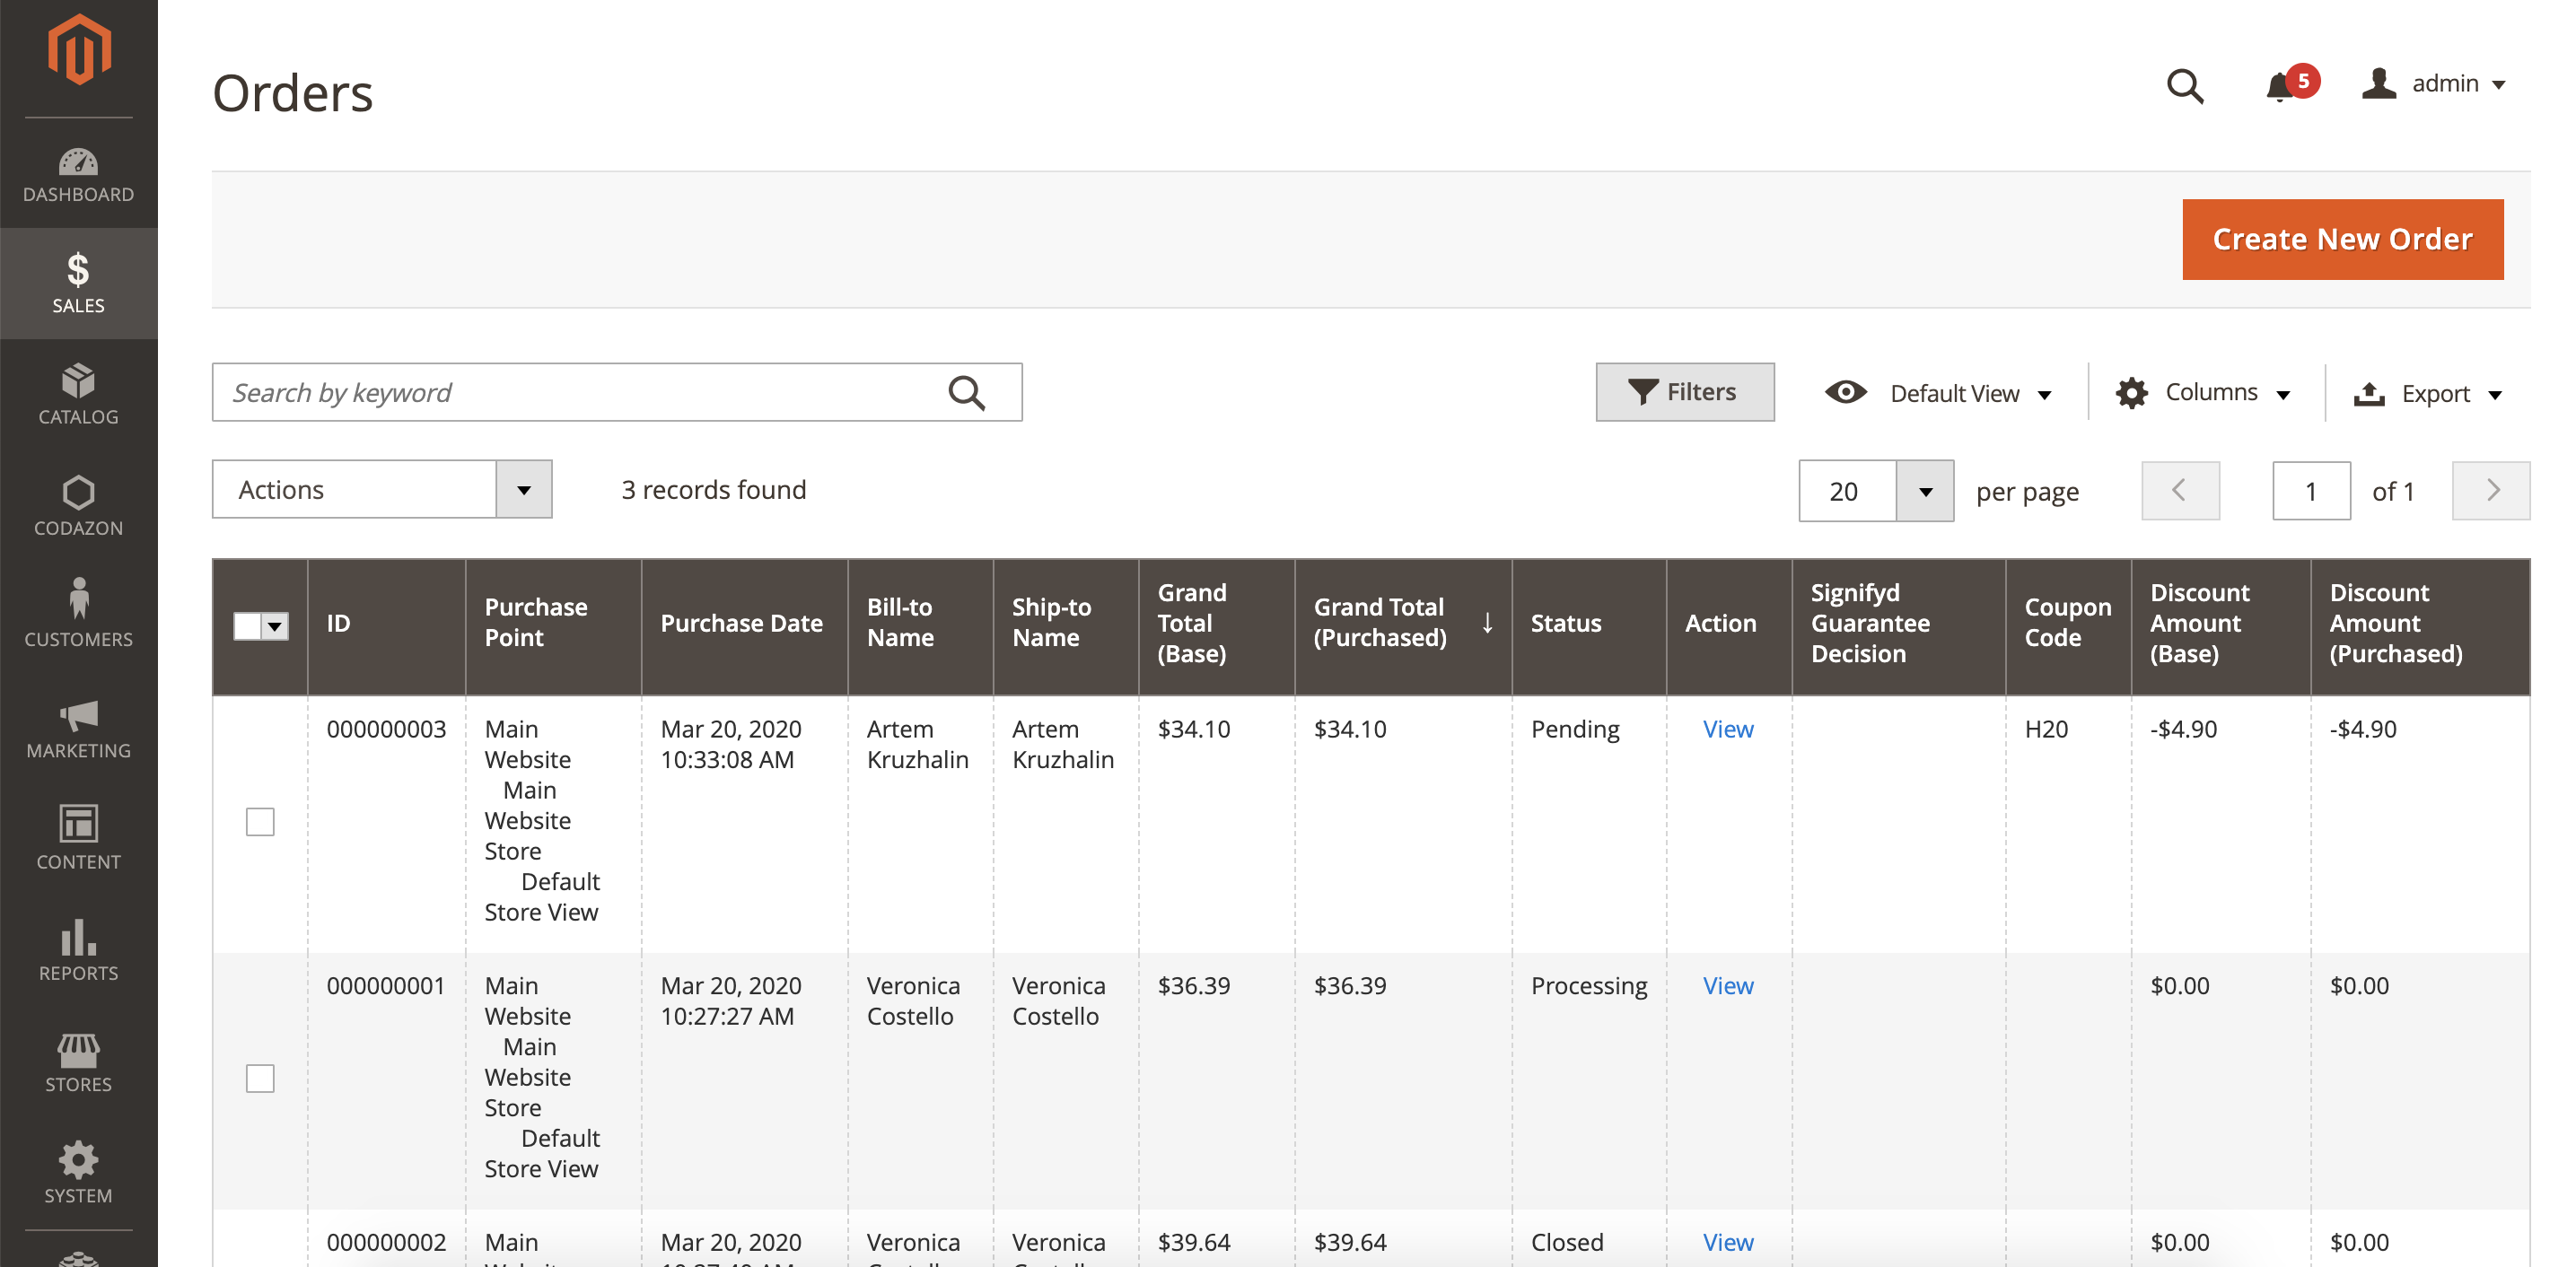 DASHBOARD
SALES
CATALOG
CODAZON
CUSTOMERS
MARKETING
CONTENT
REPORTS
STORES
SYSTEM
Orders
5
admin
Create New Order
Search by keyword
Filters
Default View
Columns
Export
Actions
3 records found
20
per page
1
of 1
ID
Purchase
Point
Purchase Date
Bill-to
Name
Ship-to
Name
Grand
Total
(Base)
Grand Total
(Purchased)
↓
Status
Action
Signifyd
Guarantee
Decision
Coupon
Code
Discount
Amount
(Base)
Discount
Amount
(Purchased)
000000003
Main
Website
Main
Website
Store
Default
Store View
Mar 20, 2020
10:33:08 AM
Artem
Kruzhalin
Artem
Kruzhalin
$34.10
$34.10
Pending
View
H20
-$4.90
-$4.90
000000001
Main
Website
Main
Website
Store
Default
Store View
Mar 20, 2020
10:27:27 AM
Veronica
Costello
Veronica
Costello
$36.39
$36.39
Processing
View
$0.00
$0.00
000000002
Main
Mar 20, 2020
Veronica
Veronica
$39.64
$39.64
Closed
View
$0.00
$0.00